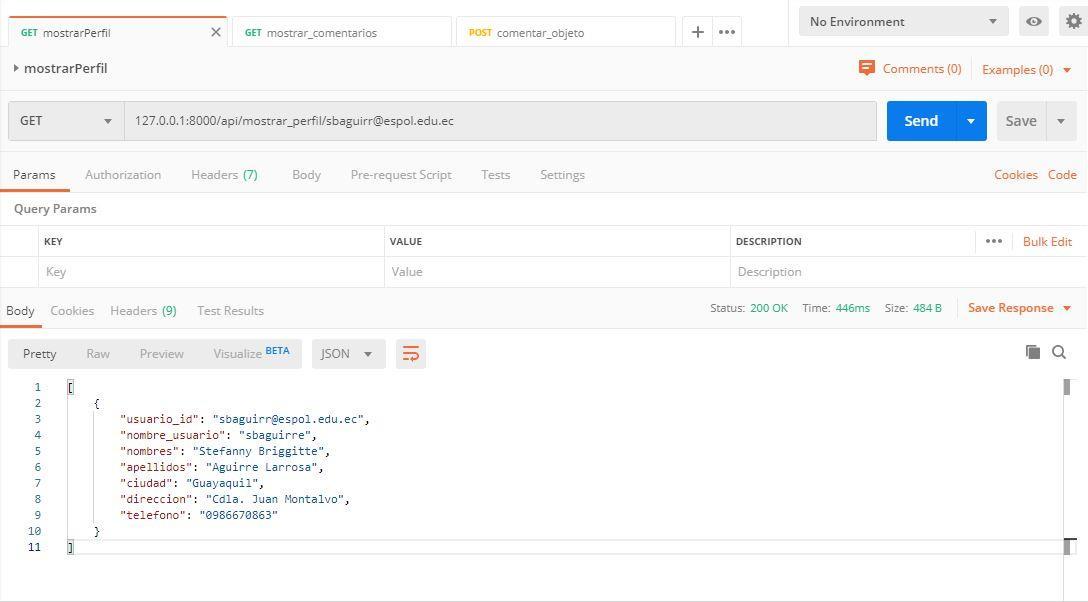 GET mostrarPerfil GET mostrar_comentarios POST comentar_objeto No Environment
mostrarPerfil Comments (0) Examples (0)
GET 127.0.0.1:8000/api/mostrar_perfil/sbaguirr@espol.edu.ec Send Save
Params Authorization Headers (7) Body Pre-request Script Tests Settings Cookies Code
Query Params
KEY VALUE DESCRIPTION Bulk Edit
Key Value Description
Body Cookies Headers (9) Test Results Status: 200 OK Time: 446ms Size: 484 B Save Response
Pretty Raw Preview Visualize BETA JSON
1 [
2 {
3 "usuario_id": "sbaguirr@espol.edu.ec",
4 "nombre_usuario": "sbaguirre",
5 "nombres": "Stefanny Briggitte",
6 "apellidos": "Aguirre Larrosa",
7 "ciudad": "Guayaquil",
8 "direccion": "Cdla. Juan Montalvo",
9 "telefono": "0986670863"
10 }
11 ]